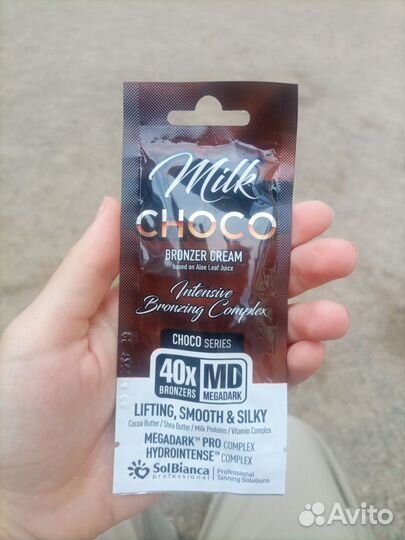 Milk
CHOCO
BRONZER CREAM
based on Aloe Leaf Juice
Intensive
Bronzing Complex
CHOCO SERIES
40x MD
BRONZERS MEGADARK
LIFTING, SMOOTH & SILKY
Cocoa Butter / Shea Butter / Milk Proteins / Vitamin Complex
MEGADARK™ PRO COMPLEX
HYDROINTENSE™ COMPLEX
SolBianca Professional
professional Tanning Solutions
Avito